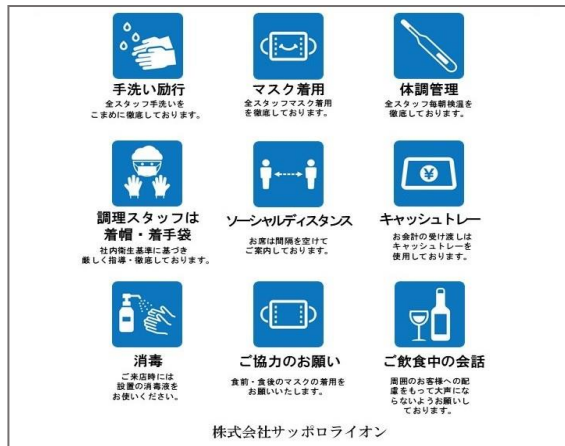 手洗い励行
全スタッフ手洗いを
こまめに徹底しております。
マスク着用
全スタッフマスク着用
を徹底しております。
体調管理
全スタッフ毎朝検温を
徹底しております。
調理スタッフは
着帽・着手袋
社内衛生基準に基づき
厳しく指導・徹底しております。
ソーシャルディスタンス
お席は間隔を空けて
ご案内しております。
¥
キャッシュトレー
お会計の受け渡しは
キャッシュトレーを
使用しております。
消毒
ご来店時には
設置の消毒液を
お使いください。
ご協力のお願い
食前・食後のマスクの着用を
お願いいたします。
ご飲食中の会話
周囲のお客様への配
慮をもって大声にな
らないようお願いし
ております。
株式会社サッポロライオン